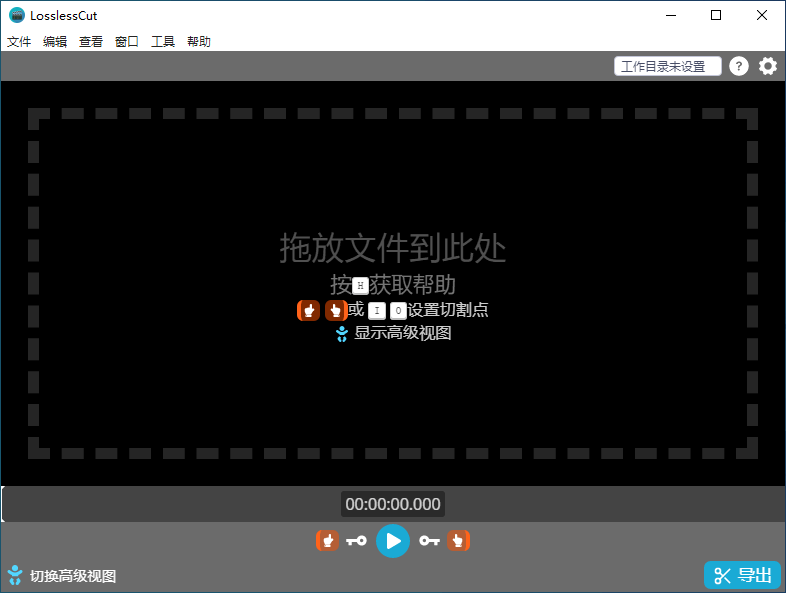 LosslessCut
文件 编辑 查看 窗口 工具 帮助
工作目录未设置 ?
拖放文件到此处
按 H 获取帮助
或 I O 设置切割点
显示高级视图
00:00:00.000
切换高级视图 导出